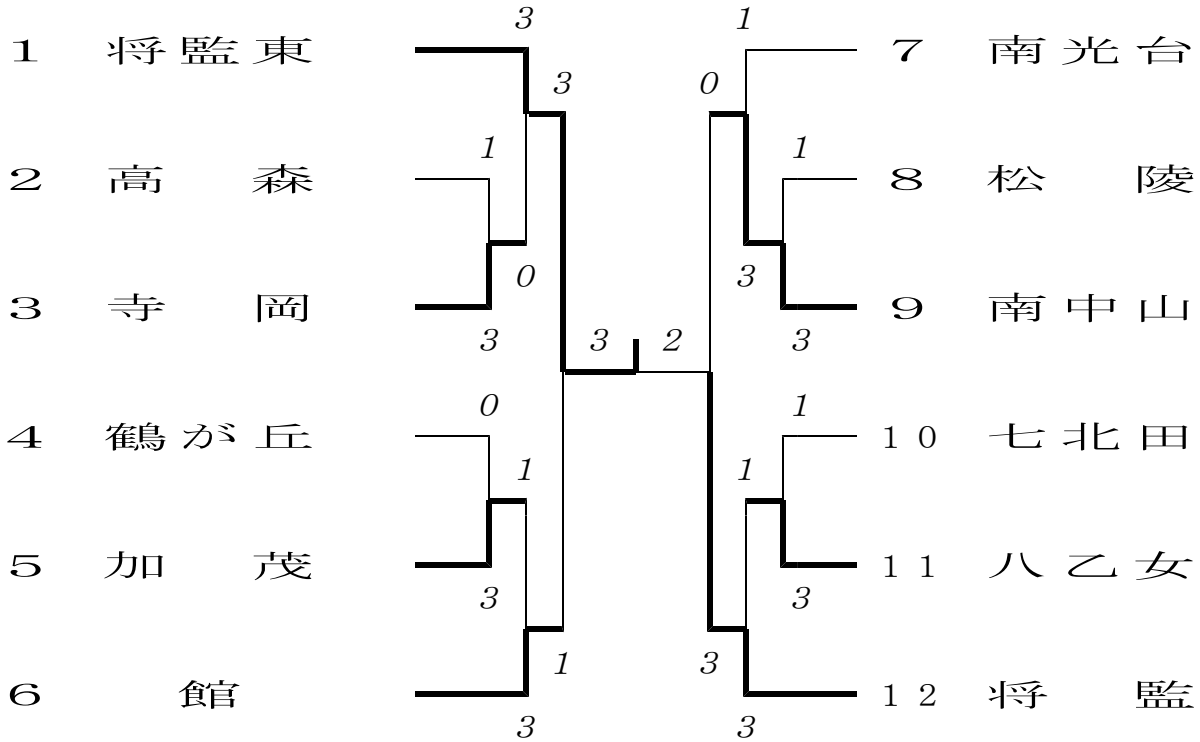 3 1
1 将監東 7 南光台
3 0
1 1
2 高森 8 松陵
0 3
3 寺岡 9 南中山
3 3 2 3
0 1
4 鶴が丘 10 七北田
1 1
5 加茂 11 八乙女
3 3
1 3
6 館 12 将監
3 3